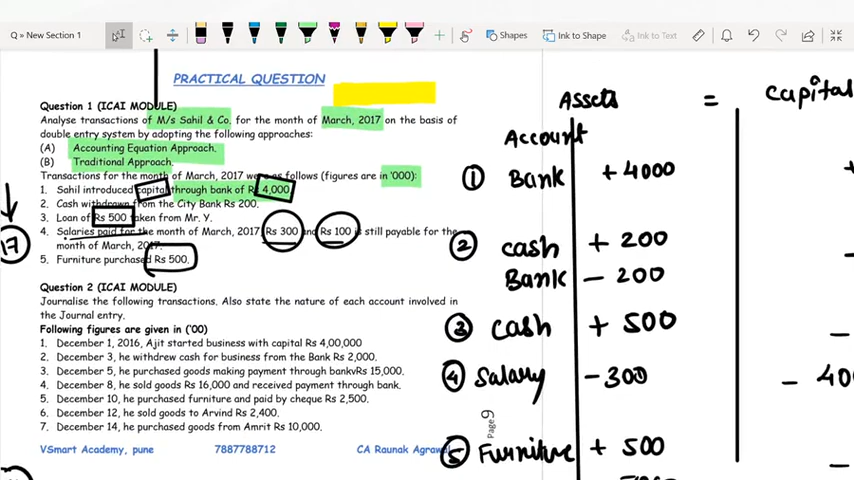 Q > New Section 1
Shapes
Ink to Shape
Ink to Text
PRACTICAL QUESTION
Question 1 (ICAI MODULE)
Analyse transactions of M/s Sahil & Co. for the month of March, 2017 on the basis of
double entry system by adopting the following approaches:
(A) Accounting Equation Approach.
(B) Traditional Approach.
Transactions for the month of March, 2017 were as follows (figures are in '000):
1. Sahil introduced capital through bank of Rs 4,000
2. Cash withdrawn from the City Bank Rs 200.
3. Loan of Rs 500 taken from Mr. Y.
4. Salaries paid for the month of March, 2017 Rs 300 and Rs 100 is still payable for the
month of March, 2017.
5. Furniture purchased Rs 500.
17
Question 2 (ICAI MODULE)
Journalise the following transactions. Also state the nature of each account involved in
the Journal entry.
Following figures are given in ('00)
1. December 1, 2016, Ajit started business with capital Rs 4,00,000
2. December 3, he withdrew cash for business from the Bank Rs 2,000.
3. December 5, he purchased goods making payment through bankvRs 15,000.
4. December 8, he sold goods Rs 16,000 and received payment through bank.
5. December 10, he purchased furniture and paid by cheque Rs 2,500.
6. December 12, he sold goods to Arvind Rs 2,400.
7. December 14, he purchased goods from Amrit Rs 10,000.
Page 9
VSmart Academy, pune 7887788712 CA Raunak Agrawal
Assets = Capital
Account
① Bank +4000
② cash + 200
Bank - 200
③ cash + 500
④ Salary -300 - 400
⑤ Furniture + 500